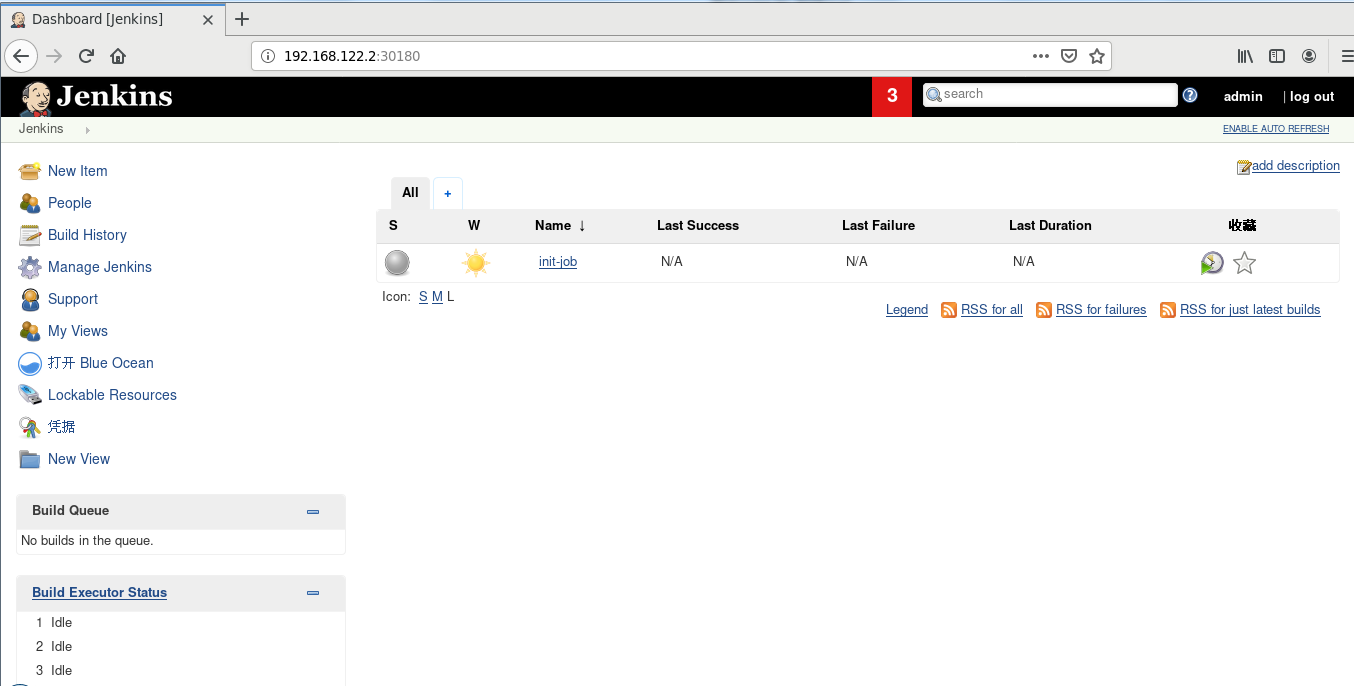 Dashboard [Jenkins]
192.168.122.2:30180
Jenkins
3
search
admin
| log out
Jenkins
ENABLE AUTO REFRESH
New Item
People
Build History
Manage Jenkins
Support
My Views
打开 Blue Ocean
Lockable Resources
凭据
New View
Build Queue
No builds in the queue.
Build Executor Status
1 Idle
2 Idle
3 Idle
add description
All +
S W Name ↓ Last Success Last Failure Last Duration 收藏
init-job N/A N/A N/A
Icon: S M L
Legend RSS for all RSS for failures RSS for just latest builds